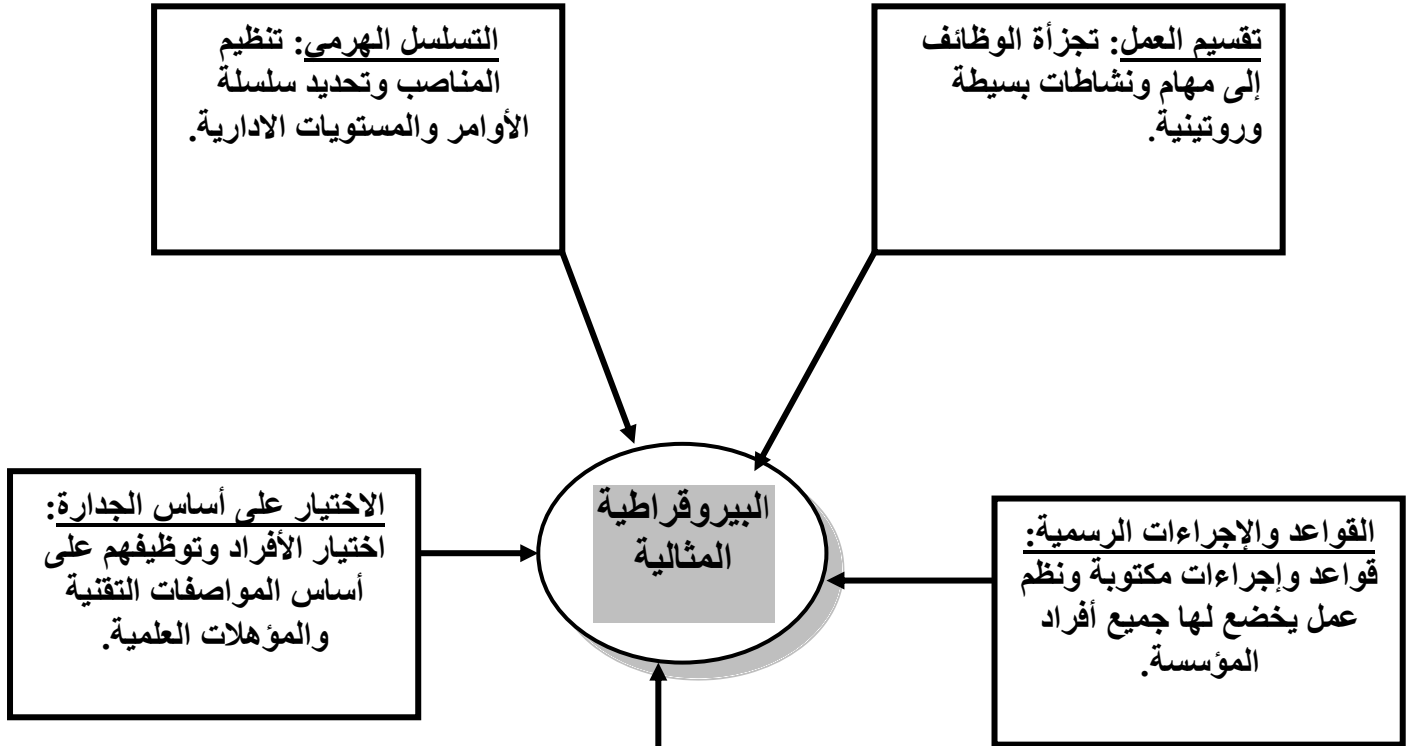 تقسيم العمل: تجزأة الوظائف
إلى مهام ونشاطات بسيطة
وروتينية.
التسلسل الهرمي: تنظيم
المناصب وتحديد سلسلة
الأوامر والمستويات الادارية.
البيروقراطية
المثالية
القواعد والإجراءات الرسمية:
قواعد وإجراءات مكتوبة ونظم
عمل يخضع لها جميع أفراد
المؤسسة.
الاختيار على أساس الجدارة:
اختيار الأفراد وتوظيفهم على
أساس المواصفات التقنية
والمؤهلات العلمية.